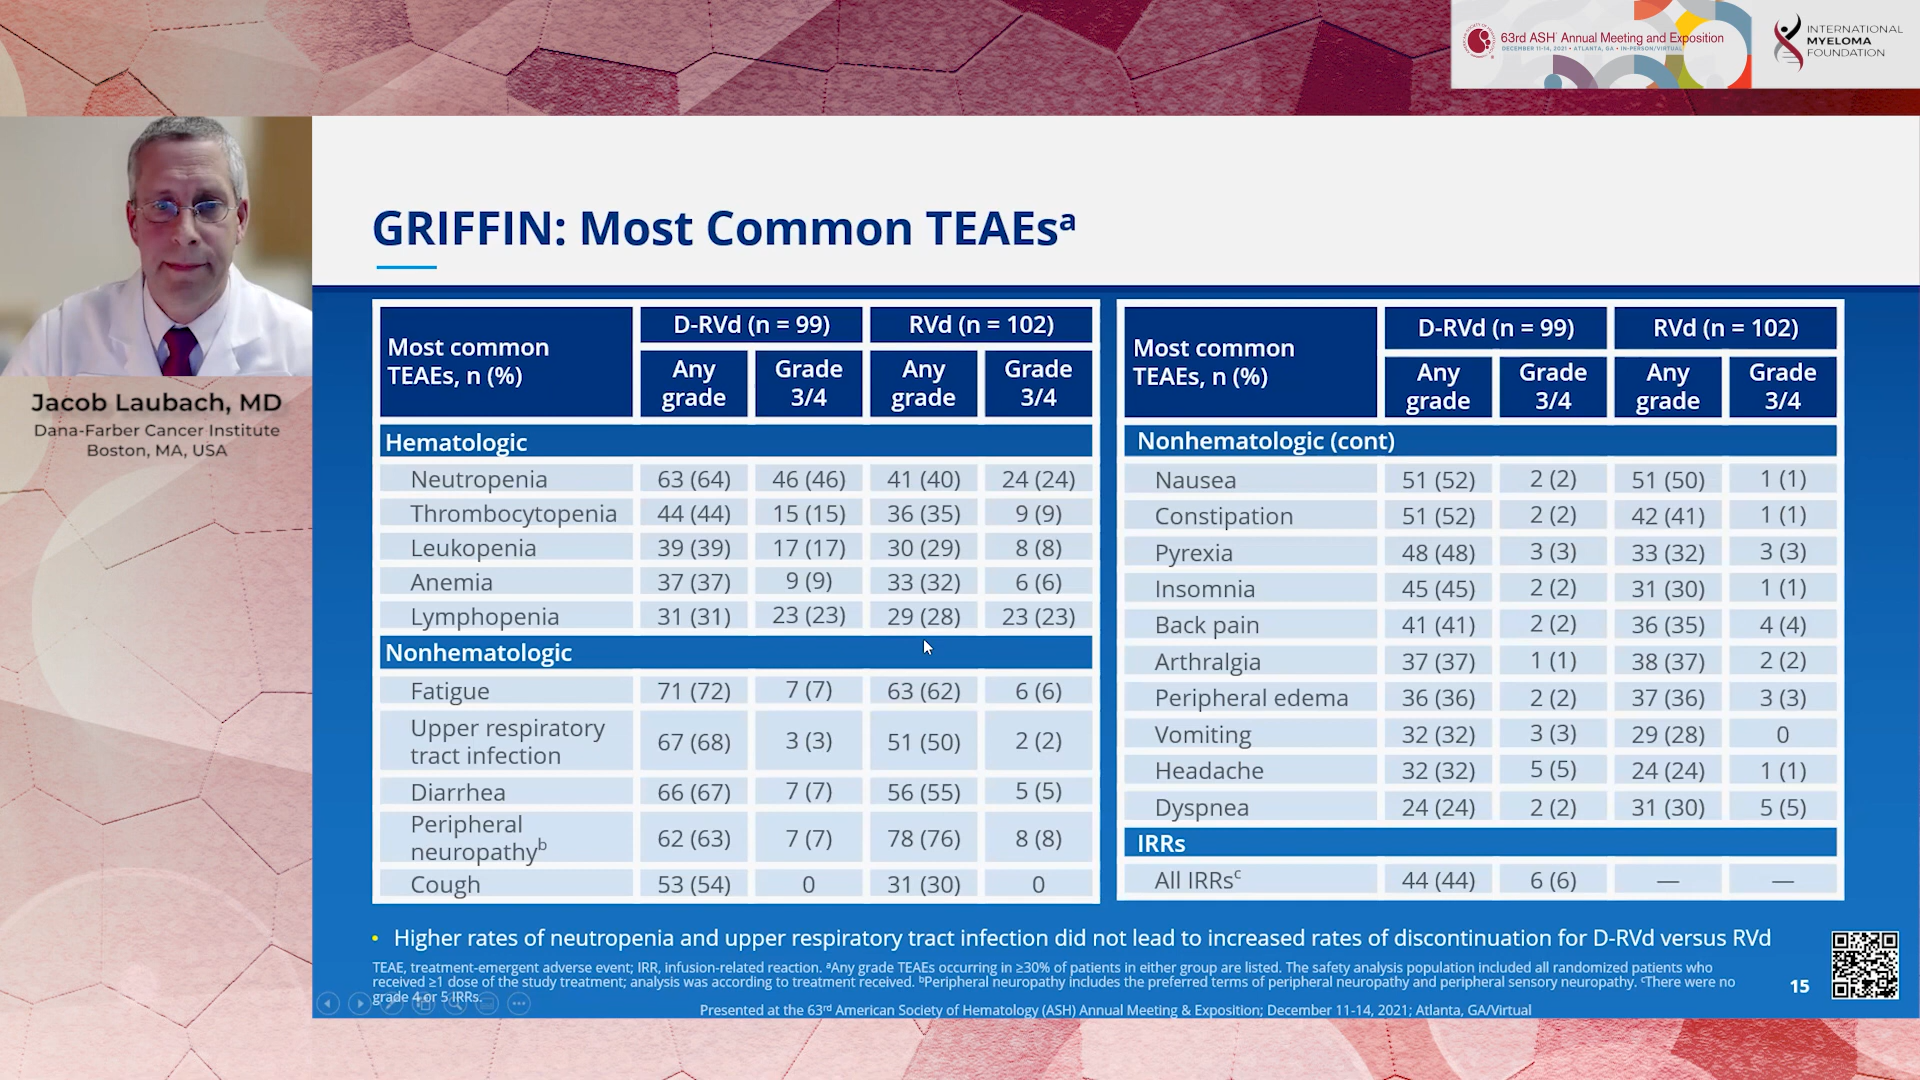 63rd ASH® Annual Meeting and Exposition
DECEMBER 11-14, 2021 • ATLANTA, GA • IN-PERSON/VIRTUAL
INTERNATIONAL
MYELOMA
FOUNDATION
Jacob Laubach, MD
Dana-Farber Cancer Institute
Boston, MA, USA
GRIFFIN: Most Common TEAEsᵃ
Most common TEAEs, n (%) D-RVd (n = 99) RVd (n = 102)
Any grade Grade 3/4 Any grade Grade 3/4
Hematologic
Neutropenia 63 (64) 46 (46) 41 (40) 24 (24)
Thrombocytopenia 44 (44) 15 (15) 36 (35) 9 (9)
Leukopenia 39 (39) 17 (17) 30 (29) 8 (8)
Anemia 37 (37) 9 (9) 33 (32) 6 (6)
Lymphopenia 31 (31) 23 (23) 29 (28) 23 (23)
Nonhematologic
Fatigue 71 (72) 7 (7) 63 (62) 6 (6)
Upper respiratory tract infection 67 (68) 3 (3) 51 (50) 2 (2)
Diarrhea 66 (67) 7 (7) 56 (55) 5 (5)
Peripheral neuropathyᵇ 62 (63) 7 (7) 78 (76) 8 (8)
Cough 53 (54) 0 31 (30) 0
Most common TEAEs, n (%) D-RVd (n = 99) RVd (n = 102)
Any grade Grade 3/4 Any grade Grade 3/4
Nonhematologic (cont)
Nausea 51 (52) 2 (2) 51 (50) 1 (1)
Constipation 51 (52) 2 (2) 42 (41) 1 (1)
Pyrexia 48 (48) 3 (3) 33 (32) 3 (3)
Insomnia 45 (45) 2 (2) 31 (30) 1 (1)
Back pain 41 (41) 2 (2) 36 (35) 4 (4)
Arthralgia 37 (37) 1 (1) 38 (37) 2 (2)
Peripheral edema 36 (36) 2 (2) 37 (36) 3 (3)
Vomiting 32 (32) 3 (3) 29 (28) 0
Headache 32 (32) 5 (5) 24 (24) 1 (1)
Dyspnea 24 (24) 2 (2) 31 (30) 5 (5)
IRRs
All IRRsᶜ 44 (44) 6 (6) — —
• Higher rates of neutropenia and upper respiratory tract infection did not lead to increased rates of discontinuation for D-RVd versus RVd
TEAE, treatment-emergent adverse event; IRR, infusion-related reaction. ᵃAny grade TEAEs occurring in ≥30% of patients in either group are listed. The safety analysis population included all randomized patients who
received ≥1 dose of the study treatment; analysis was according to treatment received. ᵇPeripheral neuropathy includes the preferred terms of peripheral neuropathy and peripheral sensory neuropathy. ᶜThere were no
grade 4 or 5 IRRs.
15
Presented at the 63ʳᵈ American Society of Hematology (ASH) Annual Meeting & Exposition; December 11-14, 2021; Atlanta, GA/Virtual